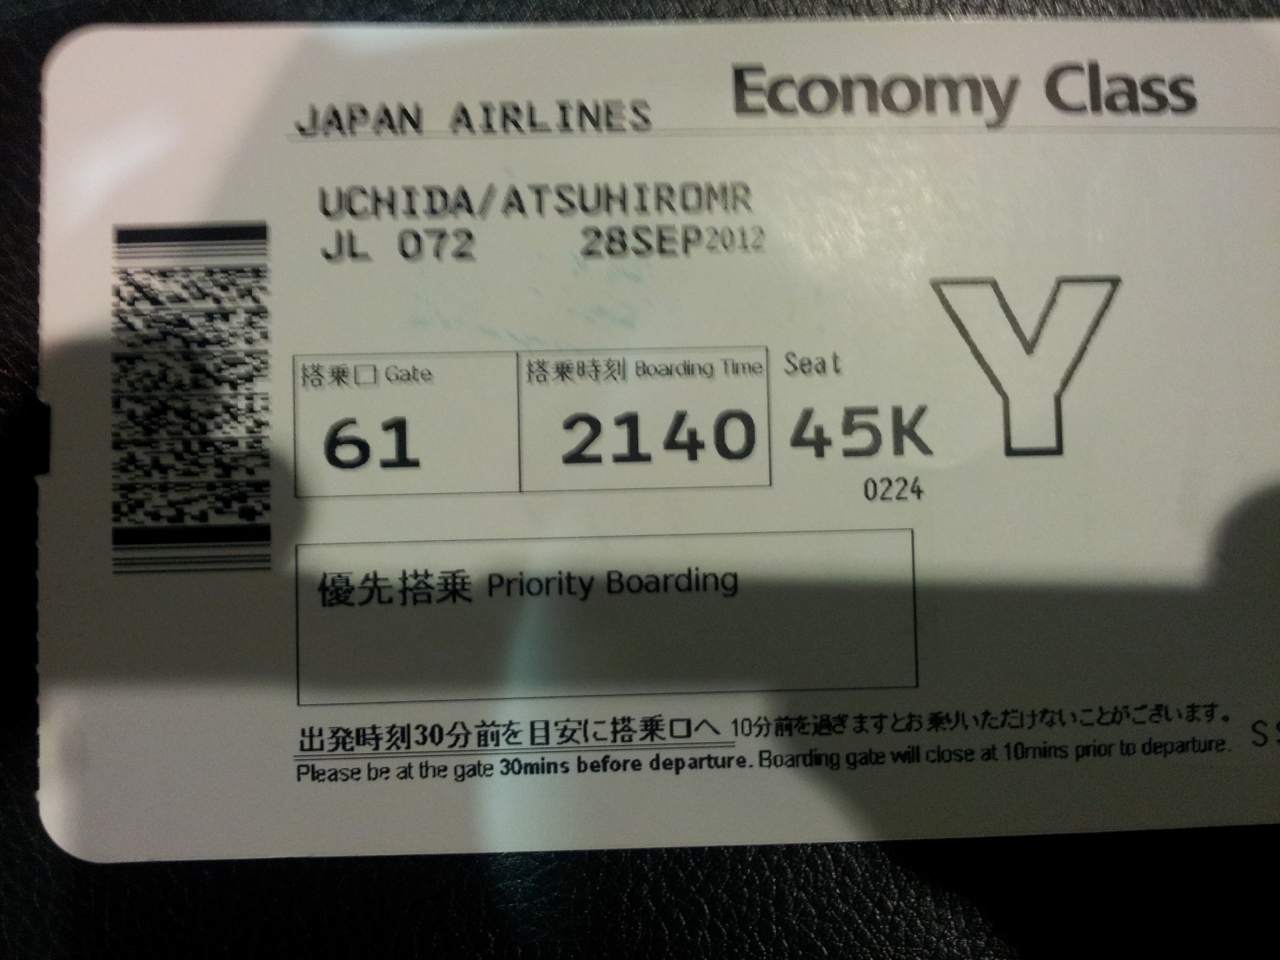 Economy Class
JAPAN AIRLINES
UCHIDA/ATSUHIROMR
JL 072 28SEP2012
搭乗口 Gate 搭乗時刻 Boarding Time Seat
61 2140 45K
0224
Y
優先搭乗 Priority Boarding
出発時刻30分前を目安に搭乗口へ 10分前を過ぎますとお乗りいただけないことがございます。
Please be at the gate 30mins before departure. Boarding gate will close at 10mins prior to departure.